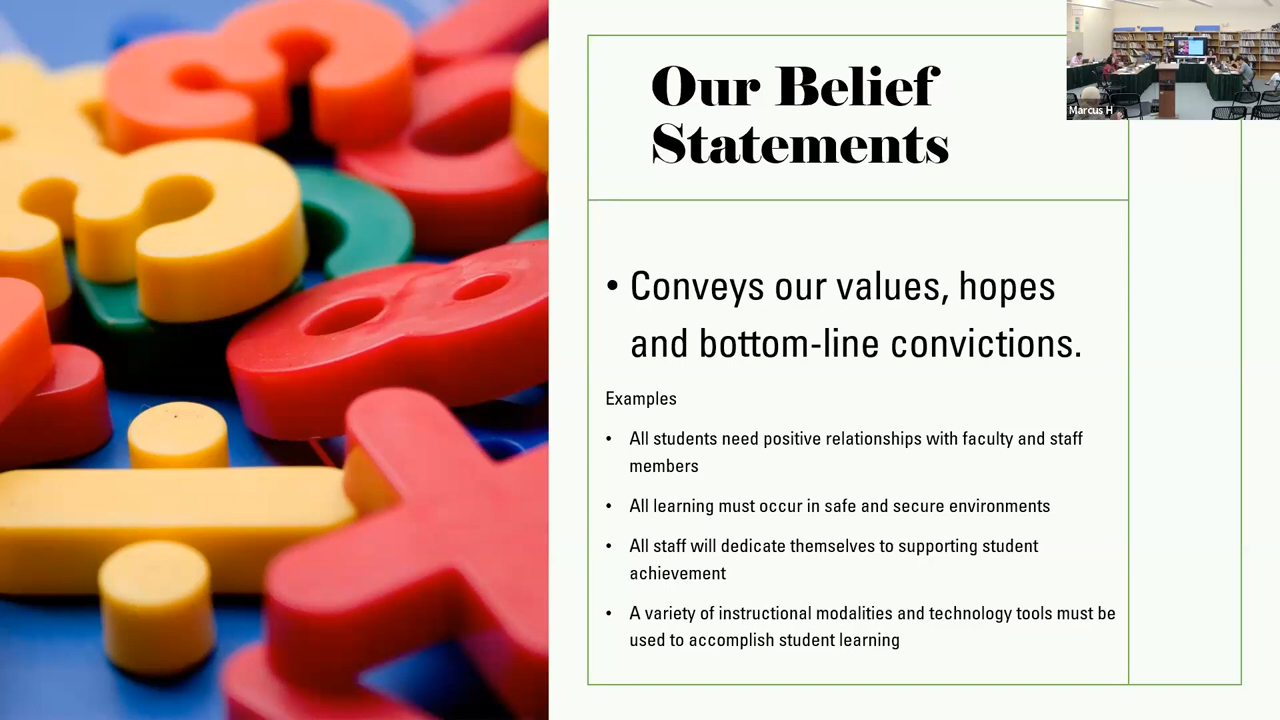 Our Belief
Statements
Marcus H
• Conveys our values, hopes
and bottom-line convictions.
Examples
• All students need positive relationships with faculty and staff
members
• All learning must occur in safe and secure environments
• All staff will dedicate themselves to supporting student
achievement
• A variety of instructional modalities and technology tools must be
used to accomplish student learning